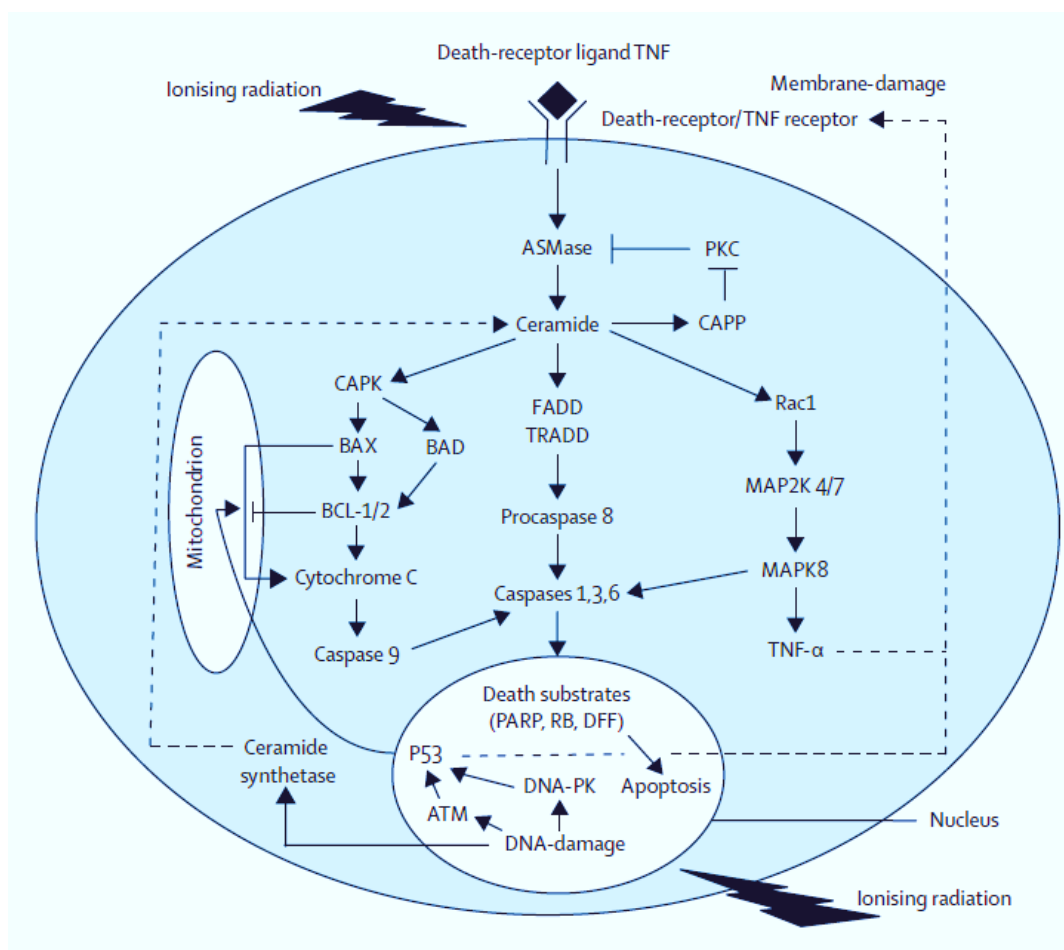 Death-receptor ligand TNF
Ionising radiation
Membrane-damage
Death-receptor/TNF receptor
ASMase
PKC
Ceramide
CAPP
CAPK
FADD
TRADD
Rac1
BAX
BAD
MAP2K 4/7
Mitochondrion
BCL-1/2
Procaspase 8
Cytochrome C
MAPK8
Caspases 1,3,6
Caspase 9
TNF-α
Death substrates
(PARP, RB, DFF)
Ceramide
synthetase
P53
DNA-PK
Apoptosis
ATM
DNA-damage
Nucleus
Ionising radiation